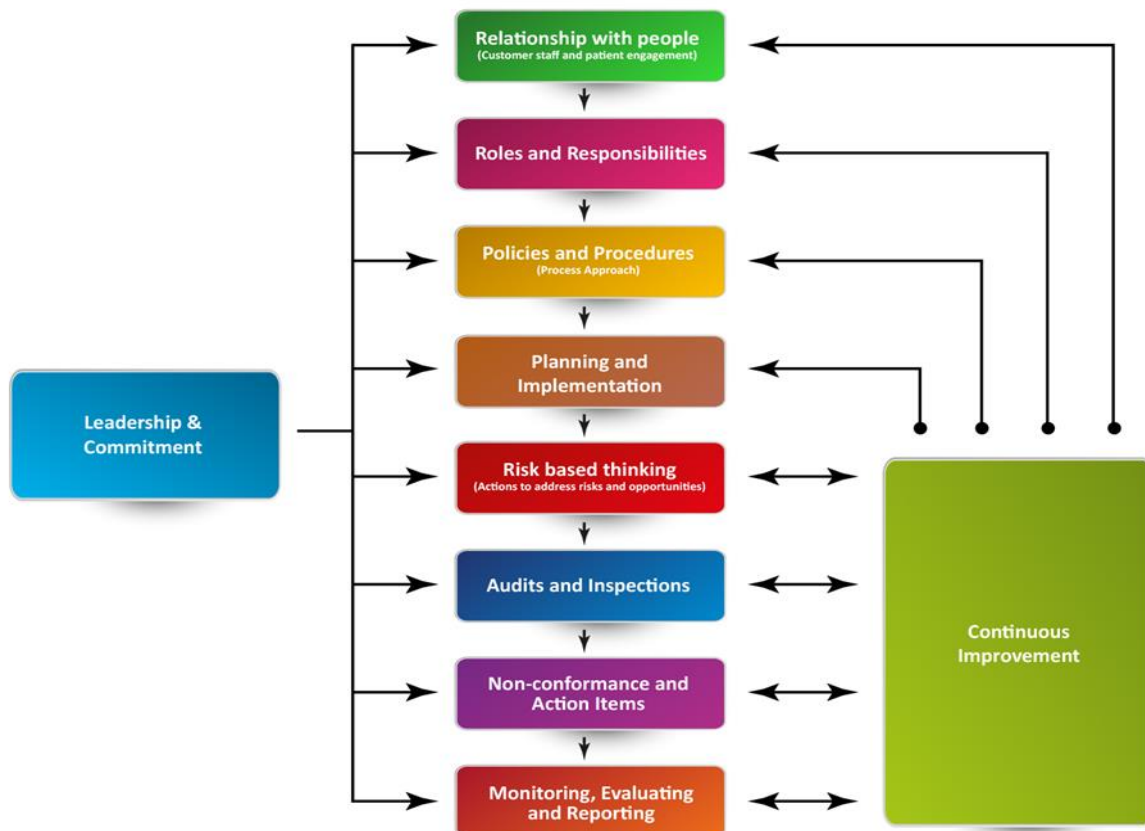 Relationship with people
(Customer staff and patient engagement)
Roles and Responsibilities
Policies and Procedures
(Process Approach)
Planning and
Implementation
Leadership &
Commitment
Risk based thinking
(Actions to address risks and opportunities)
Audits and Inspections
Continuous
Improvement
Non-conformance and
Action Items
Monitoring, Evaluating
and Reporting